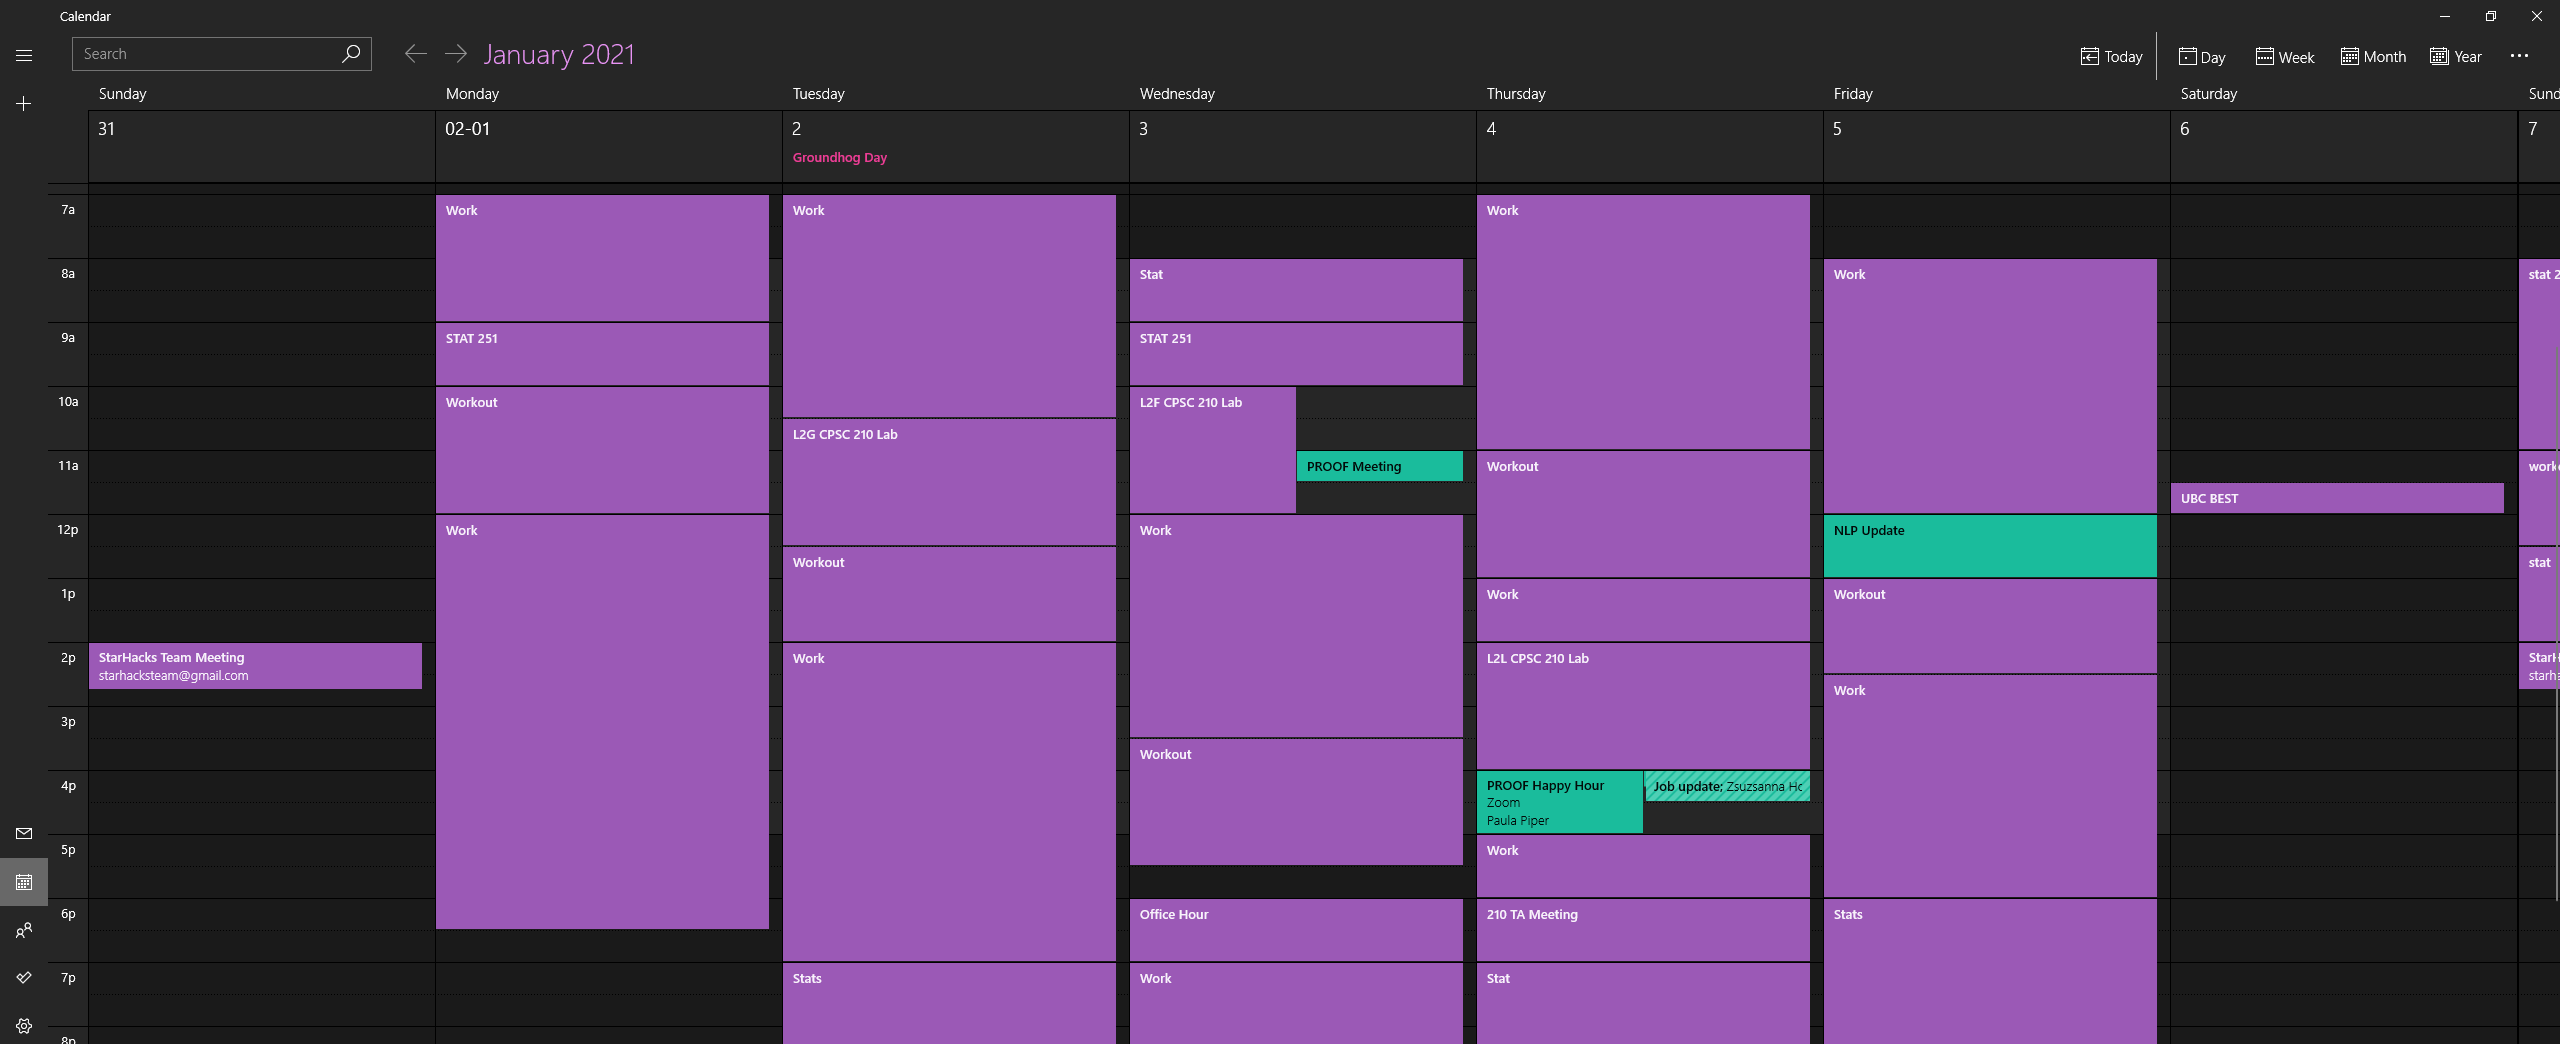 Calendar
Search
January 2021
Today
Day
Week
Month
Year
Sunday
Monday
Tuesday
Wednesday
Thursday
Friday
Saturday
Sund
31
02-01
2
3
4
5
6
7
Groundhog Day
7a
8a
9a
10a
11a
12p
1p
2p
3p
4p
5p
6p
7p
8p
StarHacks Team Meeting
starhacksteam@gmail.com
Work
STAT 251
Workout
Work
Work
L2G CPSC 210 Lab
Workout
Work
Stats
Stat
STAT 251
L2F CPSC 210 Lab
PROOF Meeting
Work
Workout
Office Hour
Work
Work
Workout
Work
L2L CPSC 210 Lab
PROOF Happy Hour
Zoom
Paula Piper
Job update; Zsuzsanna Hc
Work
210 TA Meeting
Stat
Work
NLP Update
Workout
Work
Stats
UBC BEST
stat 2
work
stat
StarH
starha